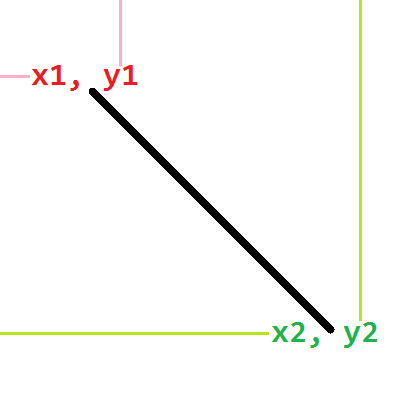 x1, y1
x2, y2